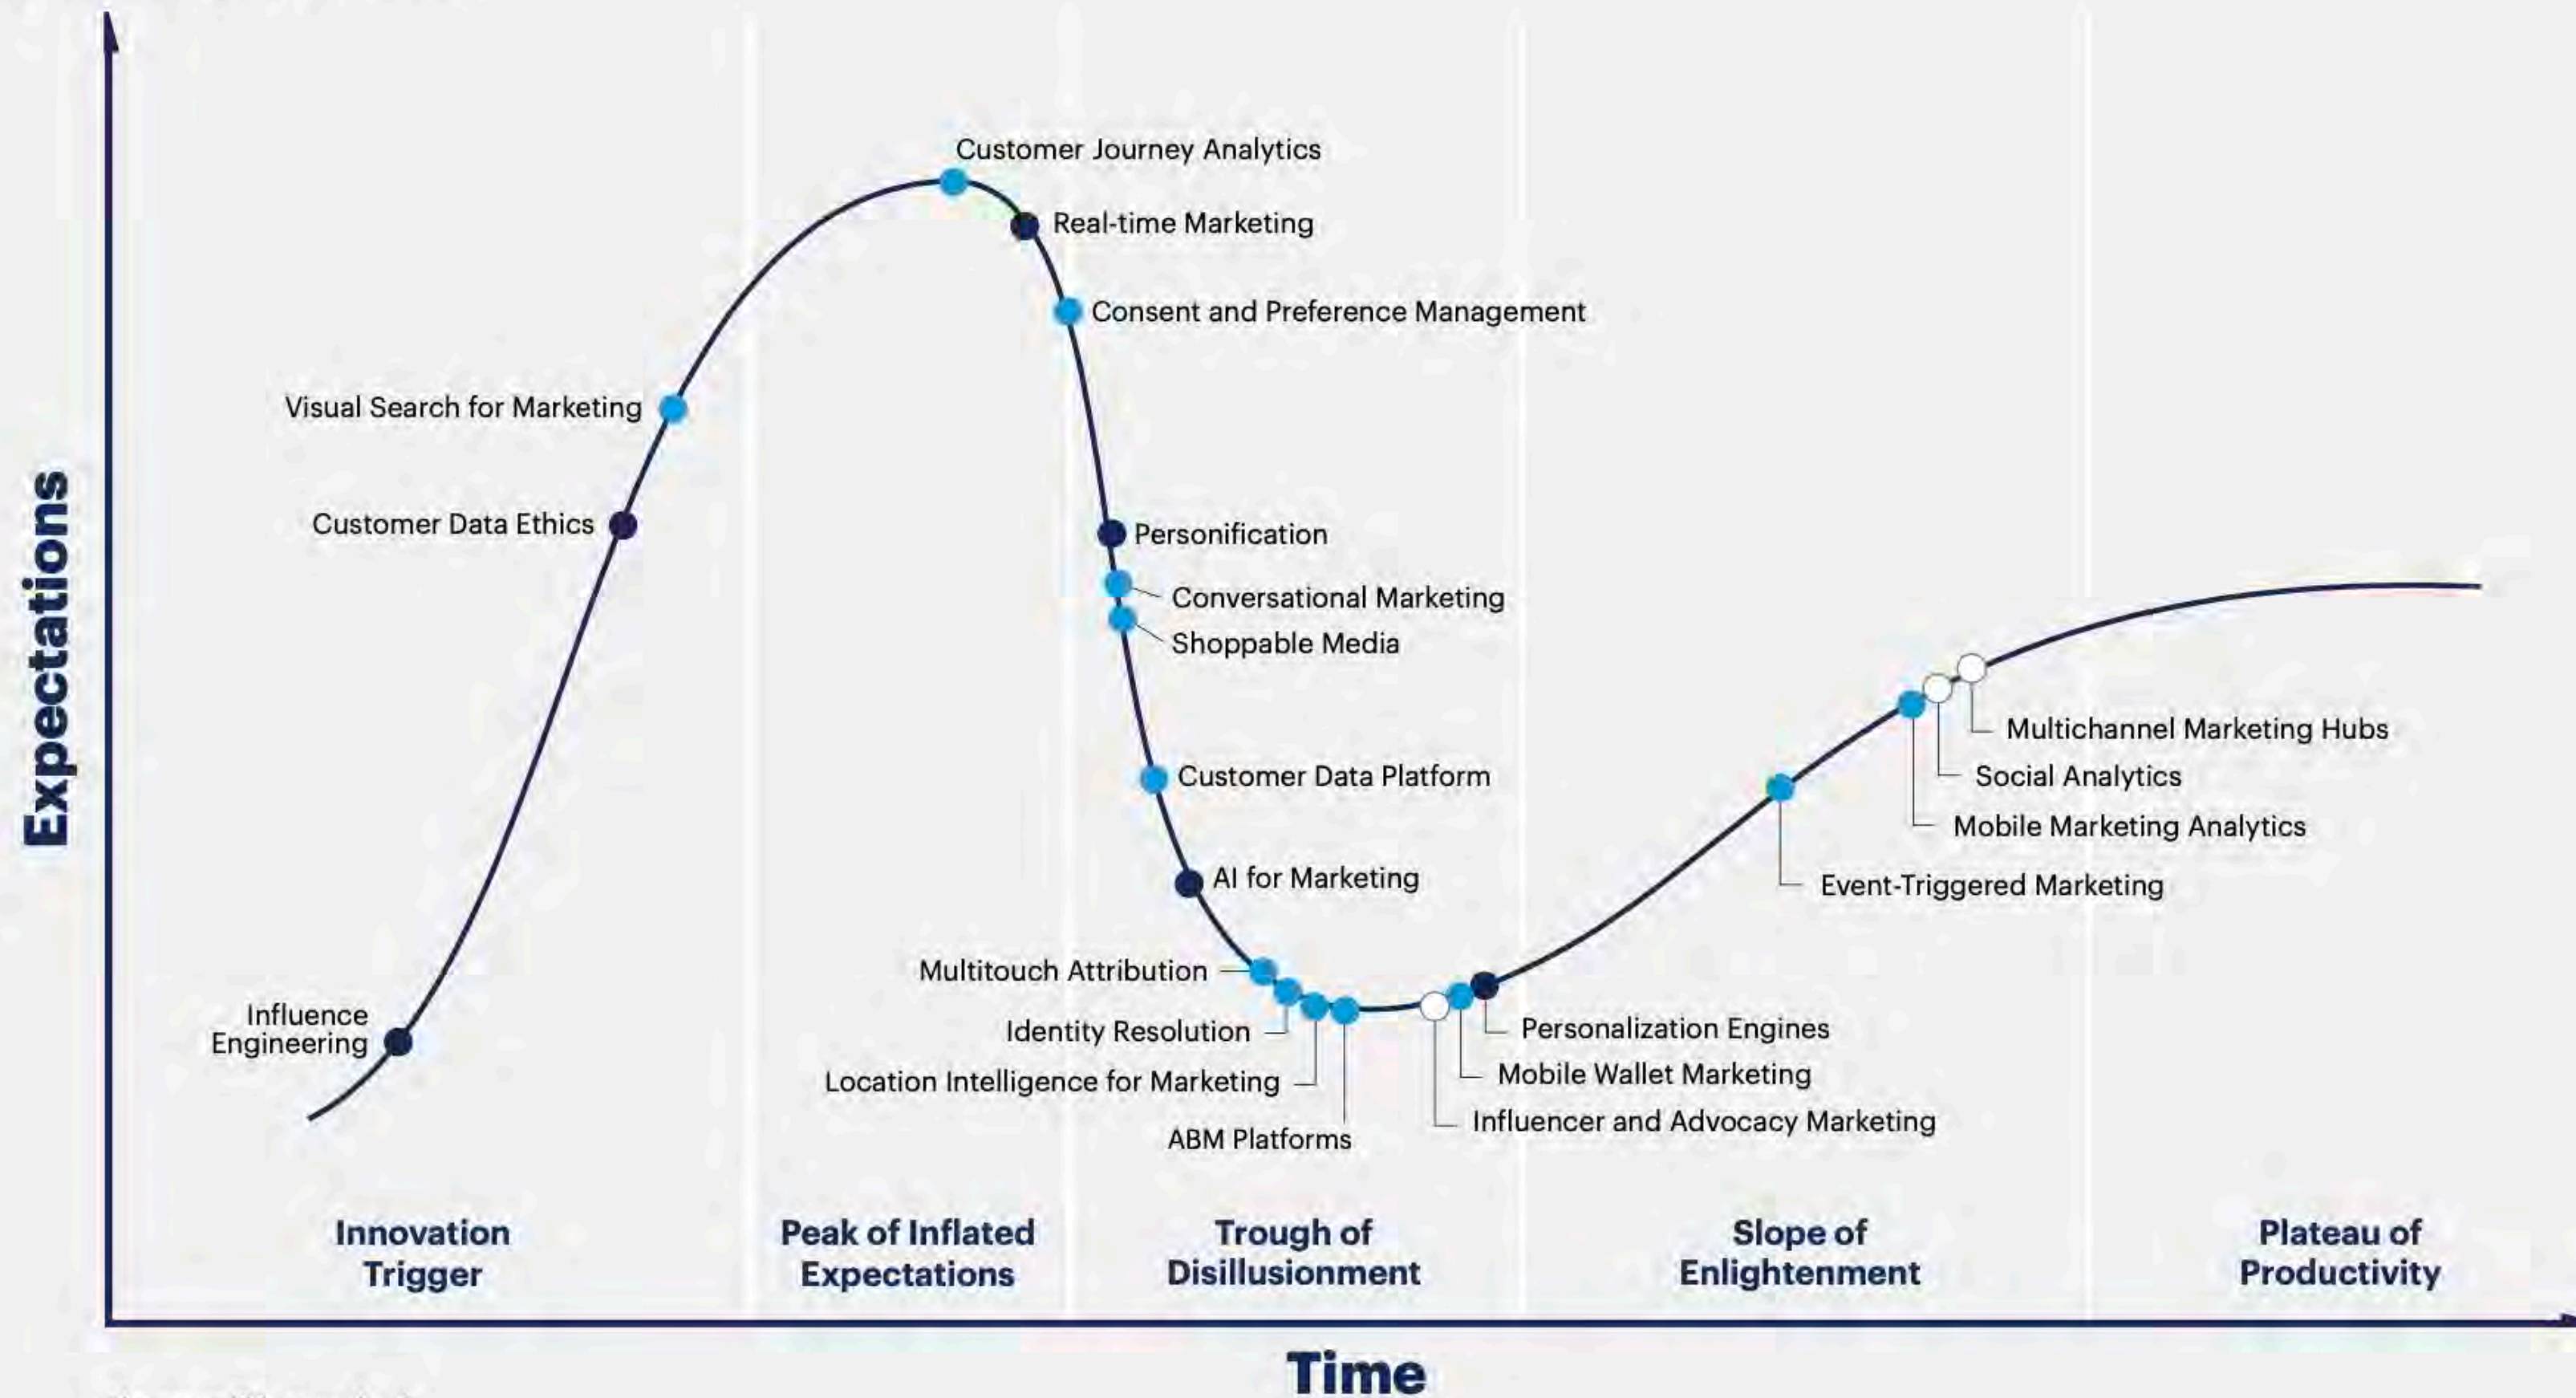 Customer Journey Analytics
Real-time Marketing
Consent and Preference Management
Visual Search for Marketing
Customer Data Ethics
Personification
Conversational Marketing
Shoppable Media
Multichannel Marketing Hubs
Social Analytics
Customer Data Platform
Mobile Marketing Analytics
AI for Marketing
Event-Triggered Marketing
Multitouch Attribution
Influence
Engineering
Identity Resolution
Personalization Engines
Location Intelligence for Marketing
Mobile Wallet Marketing
Influencer and Advocacy Marketing
ABM Platforms
Expectations
Innovation
Trigger
Peak of Inflated
Expectations
Trough of
Disillusionment
Slope of
Enlightenment
Plateau of
Productivity
Time